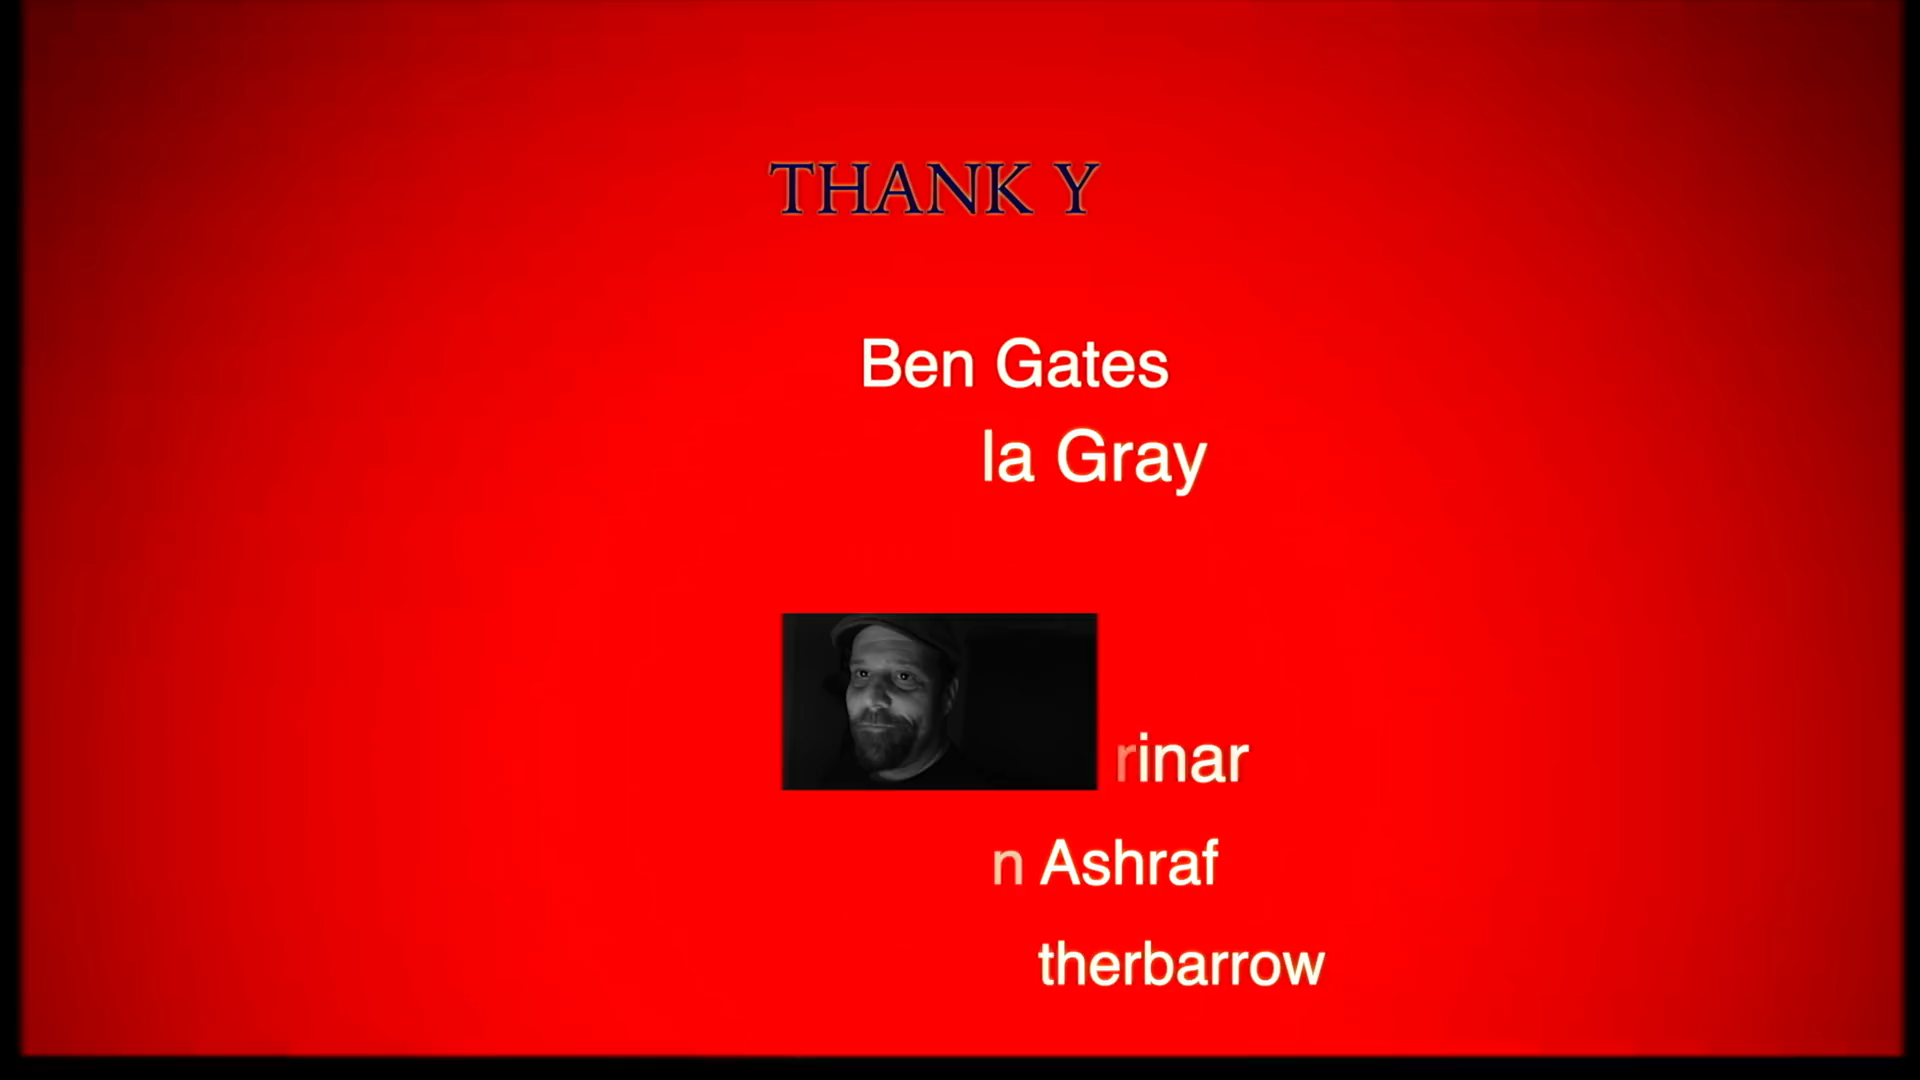 THANK Y
Ben Gates
la Gray
rinar
n Ashraf
therbarrow